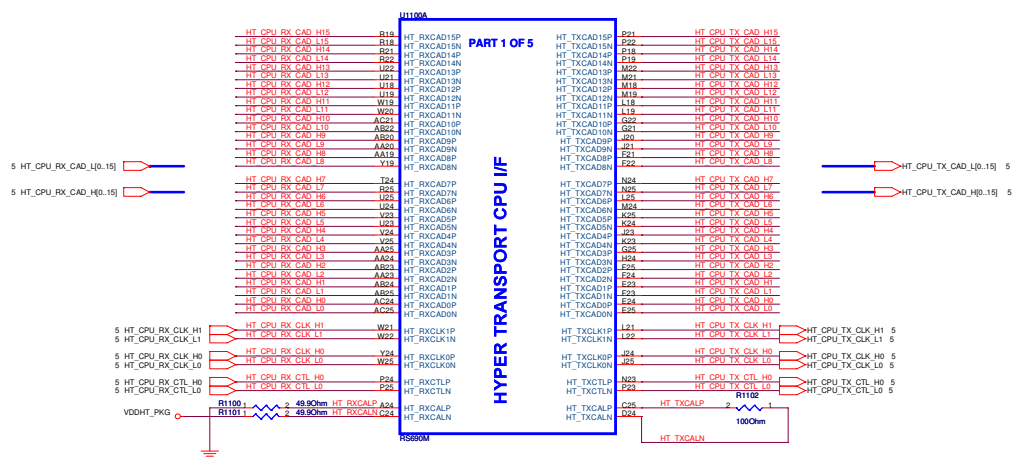 U1100A
PART 1 OF 5
HYPER TRANSPORT CPU I/F
HT_CPU_RX_CAD_H15 R19 HT_RXCAD15P HT_TXCAD15P P21 HT_CPU_TX_CAD_H15
HT_CPU_RX_CAD_L15 R18 HT_RXCAD15N HT_TXCAD15N P22 HT_CPU_TX_CAD_L15
HT_CPU_RX_CAD_H14 R21 HT_RXCAD14P HT_TXCAD14P P18 HT_CPU_TX_CAD_H14
HT_CPU_RX_CAD_L14 R22 HT_RXCAD14N HT_TXCAD14N P19 HT_CPU_TX_CAD_L14
HT_CPU_RX_CAD_H13 U22 HT_RXCAD13P HT_TXCAD13P M22 HT_CPU_TX_CAD_H13
HT_CPU_RX_CAD_L13 U21 HT_RXCAD13N HT_TXCAD13N M21 HT_CPU_TX_CAD_L13
HT_CPU_RX_CAD_H12 U18 HT_RXCAD12P HT_TXCAD12P M18 HT_CPU_TX_CAD_H12
HT_CPU_RX_CAD_L12 U19 HT_RXCAD12N HT_TXCAD12N M19 HT_CPU_TX_CAD_L12
HT_CPU_RX_CAD_H11 W19 HT_RXCAD11P HT_TXCAD11P L18 HT_CPU_TX_CAD_H11
HT_CPU_RX_CAD_L11 W20 HT_RXCAD11N HT_TXCAD11N L19 HT_CPU_TX_CAD_L11
HT_CPU_RX_CAD_H10 AC21 HT_RXCAD10P HT_TXCAD10P G22 HT_CPU_TX_CAD_H10
HT_CPU_RX_CAD_L10 AB22 HT_RXCAD10N HT_TXCAD10N G21 HT_CPU_TX_CAD_L10
HT_CPU_RX_CAD_H9 AB20 HT_RXCAD9P HT_TXCAD9P J20 HT_CPU_TX_CAD_H9
HT_CPU_RX_CAD_L9 AA20 HT_RXCAD9N HT_TXCAD9N J21 HT_CPU_TX_CAD_L9
HT_CPU_RX_CAD_H8 AA19 HT_RXCAD8P HT_TXCAD8P F21 HT_CPU_TX_CAD_H8
HT_CPU_RX_CAD_L8 Y19 HT_RXCAD8N HT_TXCAD8N F22 HT_CPU_TX_CAD_L8
5 HT_CPU_RX_CAD_L[0..15] HT_CPU_TX_CAD_L[0..15] 5
HT_CPU_RX_CAD_H7 T24 HT_RXCAD7P HT_TXCAD7P N24 HT_CPU_TX_CAD_H7
5 HT_CPU_RX_CAD_H[0..15] HT_CPU_TX_CAD_H[0..15] 5
HT_CPU_RX_CAD_L7 R25 HT_RXCAD7N HT_TXCAD7N N25 HT_CPU_TX_CAD_L7
HT_CPU_RX_CAD_H6 U25 HT_RXCAD6P HT_TXCAD6P L25 HT_CPU_TX_CAD_H6
HT_CPU_RX_CAD_L6 U24 HT_RXCAD6N HT_TXCAD6N M24 HT_CPU_TX_CAD_L6
HT_CPU_RX_CAD_H5 V23 HT_RXCAD5P HT_TXCAD5P K25 HT_CPU_TX_CAD_H5
HT_CPU_RX_CAD_L5 U23 HT_RXCAD5N HT_TXCAD5N K24 HT_CPU_TX_CAD_L5
HT_CPU_RX_CAD_H4 V24 HT_RXCAD4P HT_TXCAD4P J23 HT_CPU_TX_CAD_H4
HT_CPU_RX_CAD_L4 V25 HT_RXCAD4N HT_TXCAD4N K23 HT_CPU_TX_CAD_L4
HT_CPU_RX_CAD_H3 AA25 HT_RXCAD3P HT_TXCAD3P G25 HT_CPU_TX_CAD_H3
HT_CPU_RX_CAD_L3 AA24 HT_RXCAD3N HT_TXCAD3N H24 HT_CPU_TX_CAD_L3
HT_CPU_RX_CAD_H2 AB23 HT_RXCAD2P HT_TXCAD2P F25 HT_CPU_TX_CAD_H2
HT_CPU_RX_CAD_L2 AA23 HT_RXCAD2N HT_TXCAD2N F24 HT_CPU_TX_CAD_L2
HT_CPU_RX_CAD_H1 AB24 HT_RXCAD1P HT_TXCAD1P E23 HT_CPU_TX_CAD_H1
HT_CPU_RX_CAD_L1 AB25 HT_RXCAD1N HT_TXCAD1N F23 HT_CPU_TX_CAD_L1
HT_CPU_RX_CAD_H0 AC24 HT_RXCAD0P HT_TXCAD0P E24 HT_CPU_TX_CAD_H0
HT_CPU_RX_CAD_L0 AC25 HT_RXCAD0N HT_TXCAD0N E25 HT_CPU_TX_CAD_L0
5 HT_CPU_RX_CLK_H1 HT_CPU_RX_CLK_H1 W21 HT_RXCLK1P HT_TXCLK1P L21 HT_CPU_TX_CLK_H1 HT_CPU_TX_CLK_H1 5
5 HT_CPU_RX_CLK_L1 HT_CPU_RX_CLK_L1 W22 HT_RXCLK1N HT_TXCLK1N L22 HT_CPU_TX_CLK_L1 HT_CPU_TX_CLK_L1 5
5 HT_CPU_RX_CLK_H0 HT_CPU_RX_CLK_H0 Y24 HT_RXCLK0P HT_TXCLK0P J24 HT_CPU_TX_CLK_H0 HT_CPU_TX_CLK_H0 5
5 HT_CPU_RX_CLK_L0 HT_CPU_RX_CLK_L0 W25 HT_RXCLK0N HT_TXCLK0N J25 HT_CPU_TX_CLK_L0 HT_CPU_TX_CLK_L0 5
5 HT_CPU_RX_CTL_H0 HT_CPU_RX_CTL_H0 P24 HT_RXCTLP HT_TXCTLP N23 HT_CPU_TX_CTL_H0 HT_CPU_TX_CTL_H0 5
5 HT_CPU_RX_CTL_L0 HT_CPU_RX_CTL_L0 P25 HT_RXCTLN HT_TXCTLN P23 HT_CPU_TX_CTL_L0 HT_CPU_TX_CTL_L0 5
R1102
R1100 1 2 49.9Ohm HT_RXCALP A24 HT_RXCALP HT_TXCALP C25 HT_TXCALP 2 1
VDDHT_PKG R1101 1 2 49.9Ohm HT_RXCALN C24 HT_RXCALN HT_TXCALN D24
100Ohm
RS690M HT_TXCALN